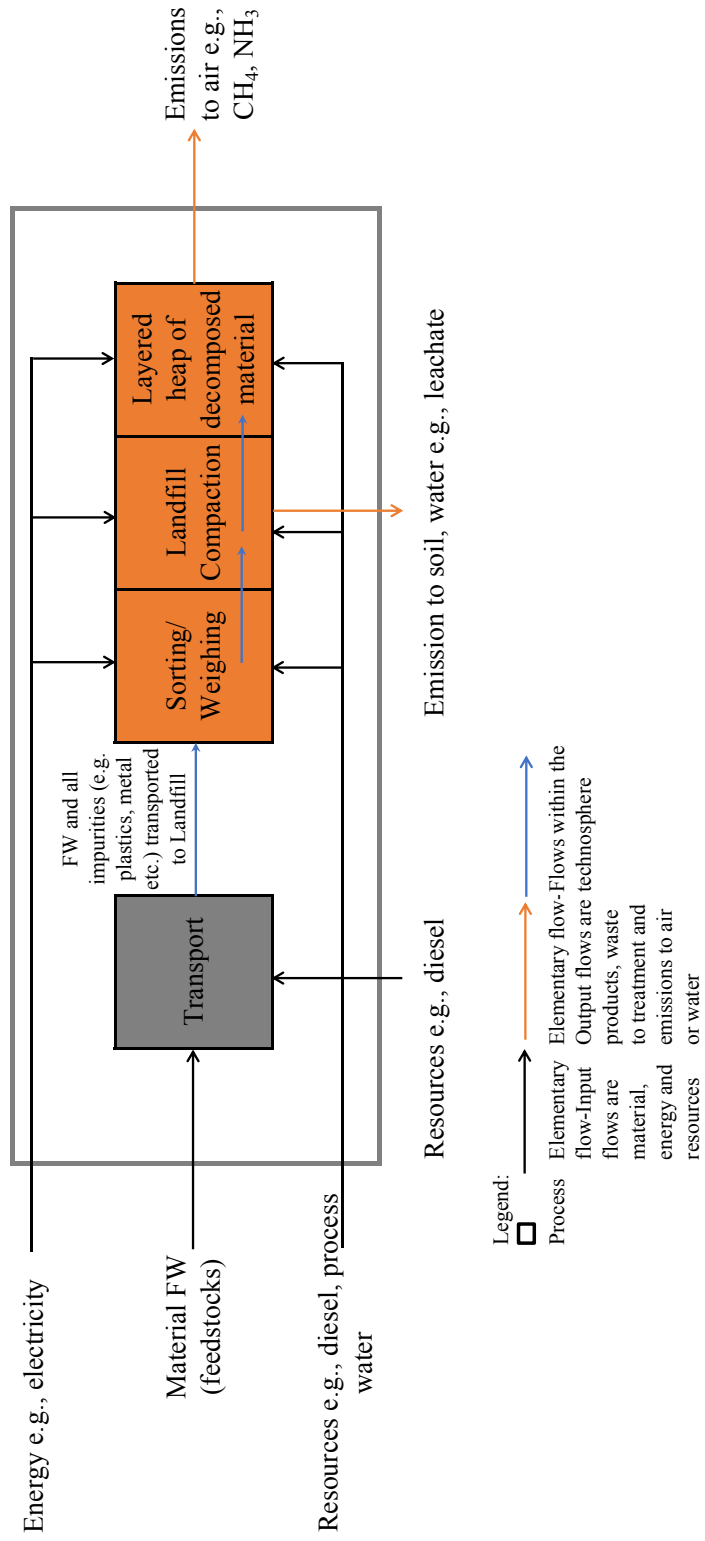 Energy e.g., electricity
Material FW
(feedstocks)
Resources e.g., diesel, process
water
Transport
Resources e.g., diesel
FW and all
impurities (e.g.
plastics, metal
etc.) transported
to Landfill
Sorting/
Weighing
Landfill
Compaction
Layered
heap of
decomposed
material
Emissions
to air e.g.,
CH₄, NH₃
Emission to soil, water e.g., leachate
Legend:
Process
Elementary
flow-Input
flows are
material,
energy and
resources
Elementary flow-
Output flows are
products, waste
to treatment and
emissions to air
or water
Flows within the
technosphere